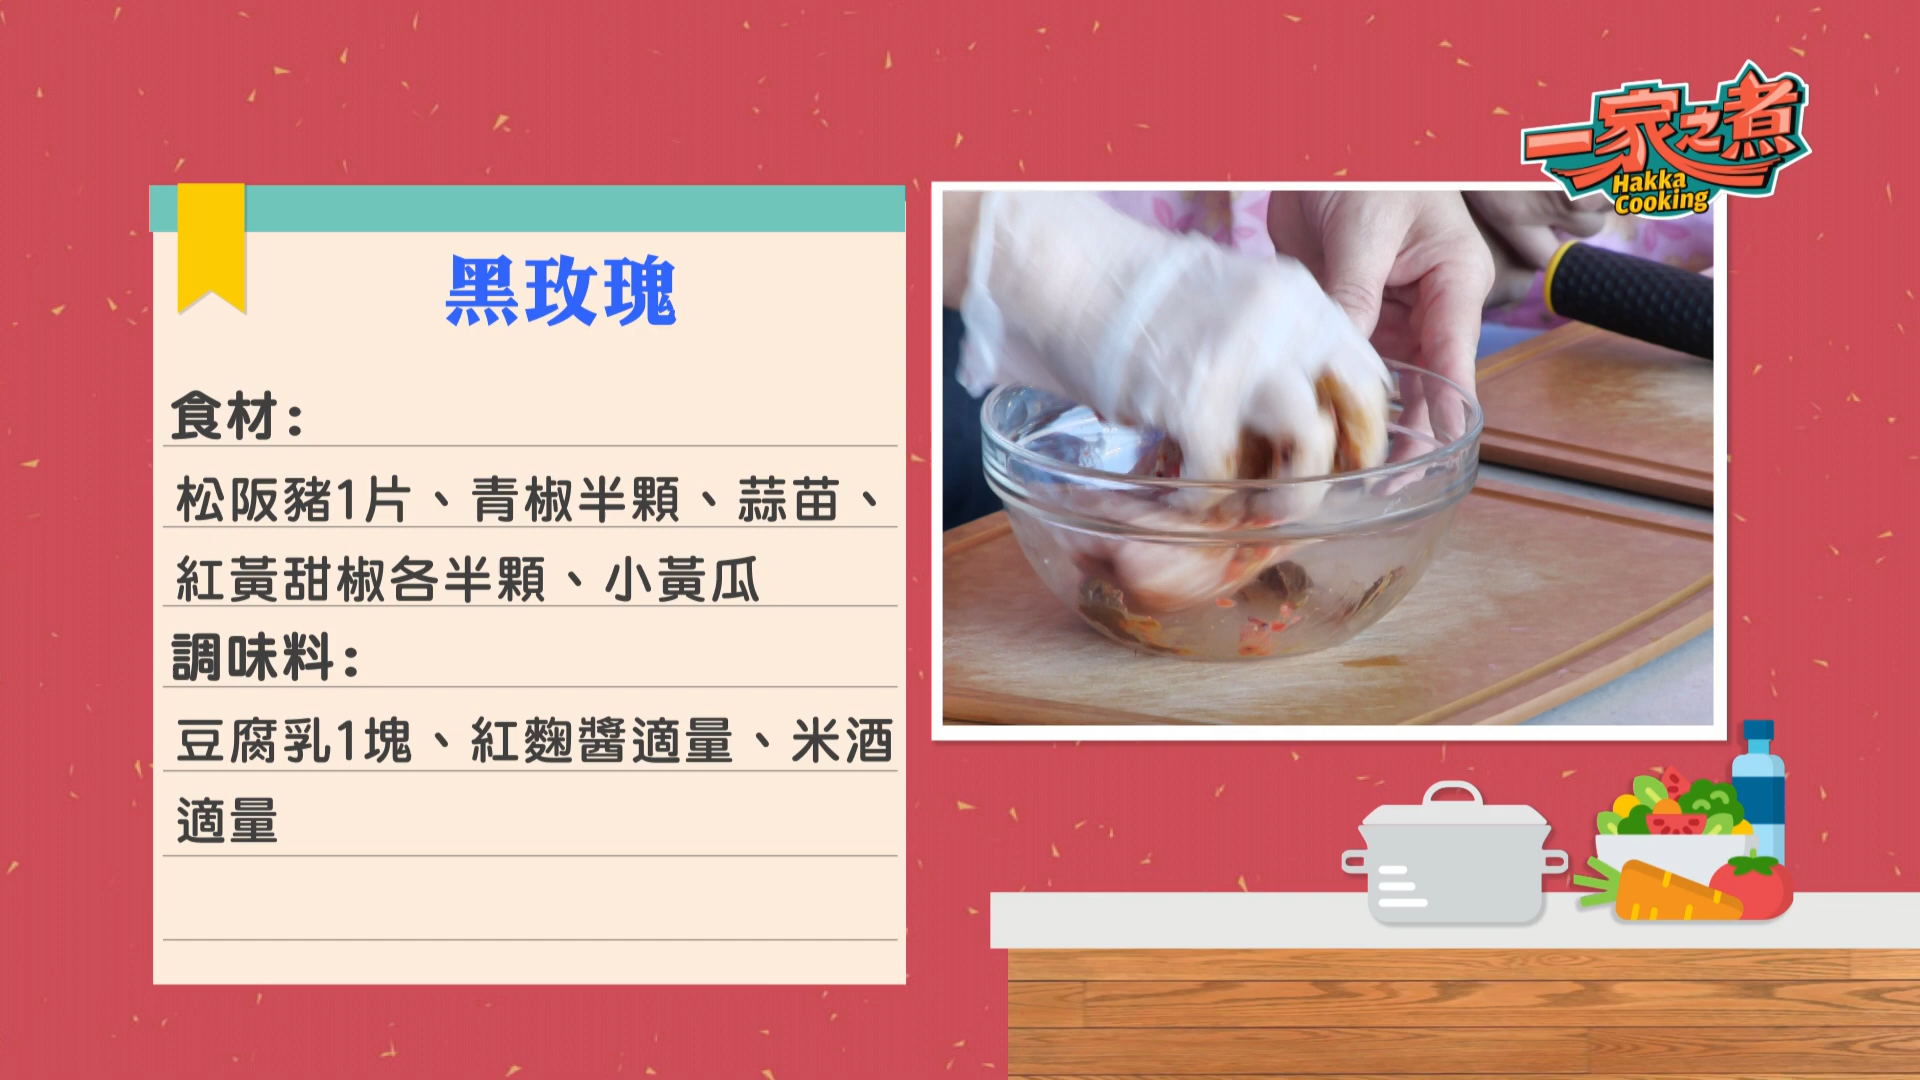 一家之煮
Hakka
Cooking
黑玫瑰
食材:
松阪豬1片、青椒半顆、蒜苗、
紅黃甜椒各半顆、小黃瓜
調味料:
豆腐乳1塊、紅麴醬適量、米酒
適量